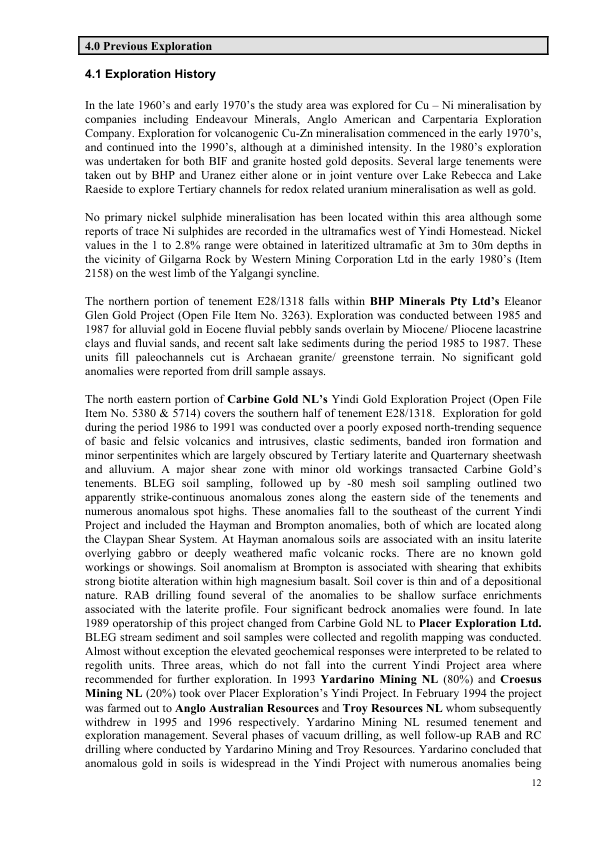 4.0 Previous Exploration
4.1 Exploration History
In the late 1960's and early 1970's the study area was explored for Cu – Ni mineralisation by
companies including Endeavour Minerals, Anglo American and Carpentaria Exploration
Company. Exploration for volcanogenic Cu-Zn mineralisation commenced in the early 1970's,
and continued into the 1990's, although at a diminished intensity. In the 1980's exploration
was undertaken for both BIF and granite hosted gold deposits. Several large tenements were
taken out by BHP and Uranez either alone or in joint venture over Lake Rebecca and Lake
Raeside to explore Tertiary channels for redox related uranium mineralisation as well as gold.
No primary nickel sulphide mineralisation has been located within this area although some
reports of trace Ni sulphides are recorded in the ultramafics west of Yindi Homestead. Nickel
values in the 1 to 2.8% range were obtained in lateritized ultramafic at 3m to 30m depths in
the vicinity of Gilgarna Rock by Western Mining Corporation Ltd in the early 1980's (Item
2158) on the west limb of the Yalgangi syncline.
The northern portion of tenement E28/1318 falls within BHP Minerals Pty Ltd's Eleanor
Glen Gold Project (Open File Item No. 3263). Exploration was conducted between 1985 and
1987 for alluvial gold in Eocene fluvial pebbly sands overlain by Miocene/ Pliocene lacastrine
clays and fluvial sands, and recent salt lake sediments during the period 1985 to 1987. These
units fill paleochannels cut is Archaean granite/ greenstone terrain. No significant gold
anomalies were reported from drill sample assays.
The north eastern portion of Carbine Gold NL's Yindi Gold Exploration Project (Open File
Item No. 5380 & 5714) covers the southern half of tenement E28/1318. Exploration for gold
during the period 1986 to 1991 was conducted over a poorly exposed north-trending sequence
of basic and felsic volcanics and intrusives, clastic sediments, banded iron formation and
minor serpentinites which are largely obscured by Tertiary laterite and Quarternary sheetwash
and alluvium. A major shear zone with minor old workings transacted Carbine Gold's
tenements. BLEG soil sampling, followed up by -80 mesh soil sampling outlined two
apparently strike-continuous anomalous zones along the eastern side of the tenements and
numerous anomalous spot highs. These anomalies fall to the southeast of the current Yindi
Project and included the Hayman and Brompton anomalies, both of which are located along
the Claypan Shear System. At Hayman anomalous soils are associated with an insitu laterite
overlying gabbro or deeply weathered mafic volcanic rocks. There are no known gold
workings or showings. Soil anomalism at Brompton is associated with shearing that exhibits
strong biotite alteration within high magnesium basalt. Soil cover is thin and of a depositional
nature. RAB drilling found several of the anomalies to be shallow surface enrichments
associated with the laterite profile. Four significant bedrock anomalies were found. In late
1989 operatorship of this project changed from Carbine Gold NL to Placer Exploration Ltd.
BLEG stream sediment and soil samples were collected and regolith mapping was conducted.
Almost without exception the elevated geochemical responses were interpreted to be related to
regolith units. Three areas, which do not fall into the current Yindi Project area where
recommended for further exploration. In 1993 Yardarino Mining NL (80%) and Croesus
Mining NL (20%) took over Placer Exploration's Yindi Project. In February 1994 the project
was farmed out to Anglo Australian Resources and Troy Resources NL whom subsequently
withdrew in 1995 and 1996 respectively. Yardarino Mining NL resumed tenement and
exploration management. Several phases of vacuum drilling, as well follow-up RAB and RC
drilling where conducted by Yardarino Mining and Troy Resources. Yardarino concluded that
anomalous gold in soils is widespread in the Yindi Project with numerous anomalies being
12